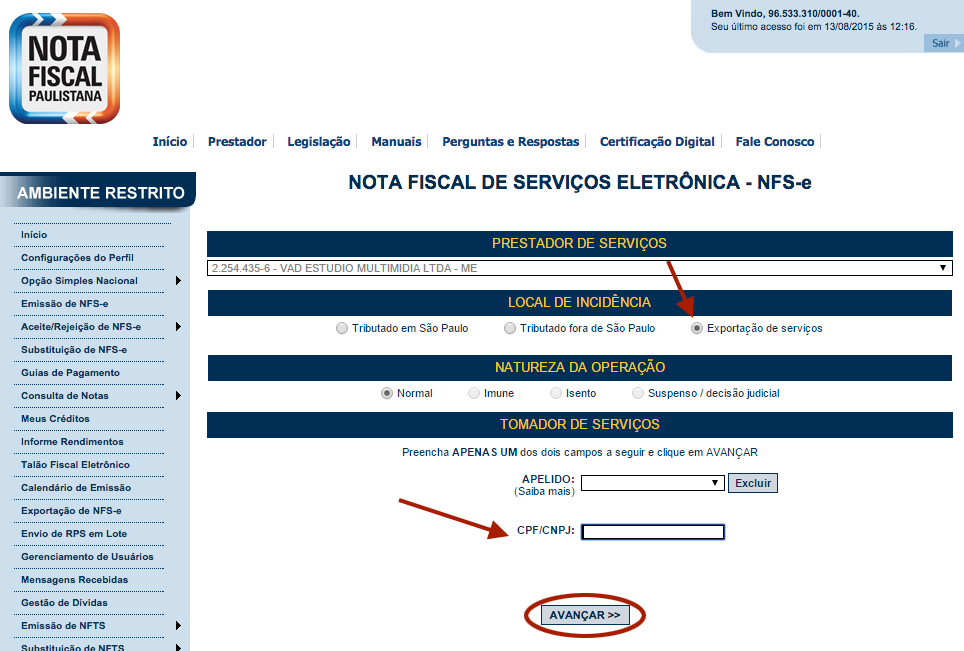 Bem Vindo, 96.533.310/0001-40.
Seu último acesso foi em 13/08/2015 às 12:16.
Sair
NOTA
FISCAL
PAULISTANA
Início
Prestador
Legislação
Manuais
Perguntas e Respostas
Certificação Digital
Fale Conosco
AMBIENTE RESTRITO
Início
Configurações do Perfil
Opção Simples Nacional
Emissão de NFS-e
Aceite/Rejeição de NFS-e
Substituição de NFS-e
Guias de Pagamento
Consulta de Notas
Meus Créditos
Informe Rendimentos
Talão Fiscal Eletrônico
Calendário de Emissão
Exportação de NFS-e
Envio de RPS em Lote
Gerenciamento de Usuários
Mensagens Recebidas
Gestão de Dívidas
Emissão de NFTS
Substituição de NFTS
NOTA FISCAL DE SERVIÇOS ELETRÔNICA - NFS-e
PRESTADOR DE SERVIÇOS
2.254.435-6 - VAD ESTUDIO MULTIMIDIA LTDA - ME
LOCAL DE INCIDÊNCIA
Tributado em São Paulo
Tributado fora de São Paulo
Exportação de serviços
NATUREZA DA OPERAÇÃO
Normal
Imune
Isento
Suspenso / decisão judicial
TOMADOR DE SERVIÇOS
Preencha APENAS UM dos dois campos a seguir e clique em AVANÇAR
APELIDO:
(Saiba mais)
Excluir
CPF/CNPJ:
AVANÇAR >>